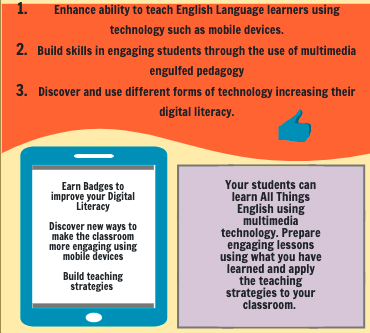 1. Enhance ability to teach English Language learners using
technology such as mobile devices.
2. Build skills in engaging students through the use of multimedia
engulfed pedagogy
3. Discover and use different forms of technology increasing their
digital literacy.
Earn Badges to
improve your Digital
Literacy
Discover new ways to
make the classroom
more engaging using
mobile devices
Build teaching
strategies
Your students can
learn All Things
English using
multimedia
technology. Prepare
engaging lessons
using what you have
learned and apply
the teaching
strategies to your
classroom.